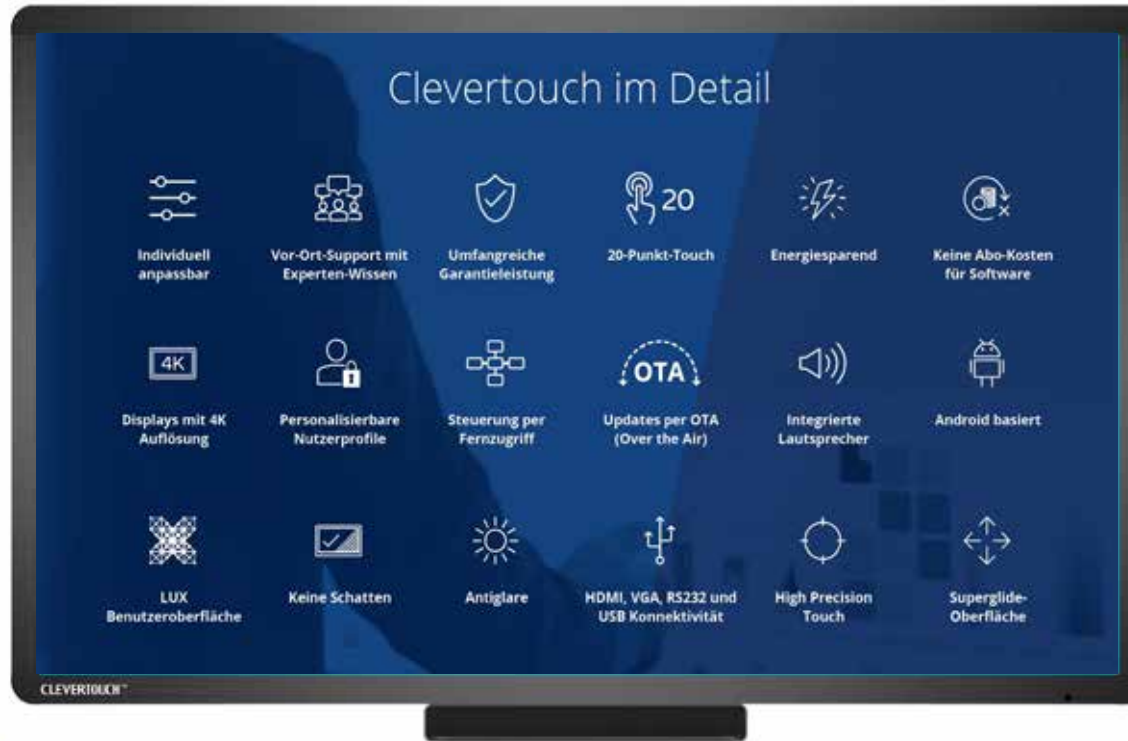 Clevertouch im Detail
20
Individuell
anpassbar
Vor-Ort-Support mit
Experten-Wissen
Umfangreiche
Garantieleistung
20-Punkt-Touch
Energiesparend
Keine Abo-Kosten
für Software
4K
OTA
Displays mit 4K
Auflösung
Personalisierbare
Nutzerprofile
Steuerung per
Fernzugriff
Updates per OTA
(Over the Air)
Integrierte
Lautsprecher
Android basiert
LUX
Benutzeroberfläche
Keine Schatten
Antiglare
HDMI, VGA, RS232 und
USB Konnektivität
High Precision
Touch
Superglide-
Oberfläche
CLEVERTOUCH™